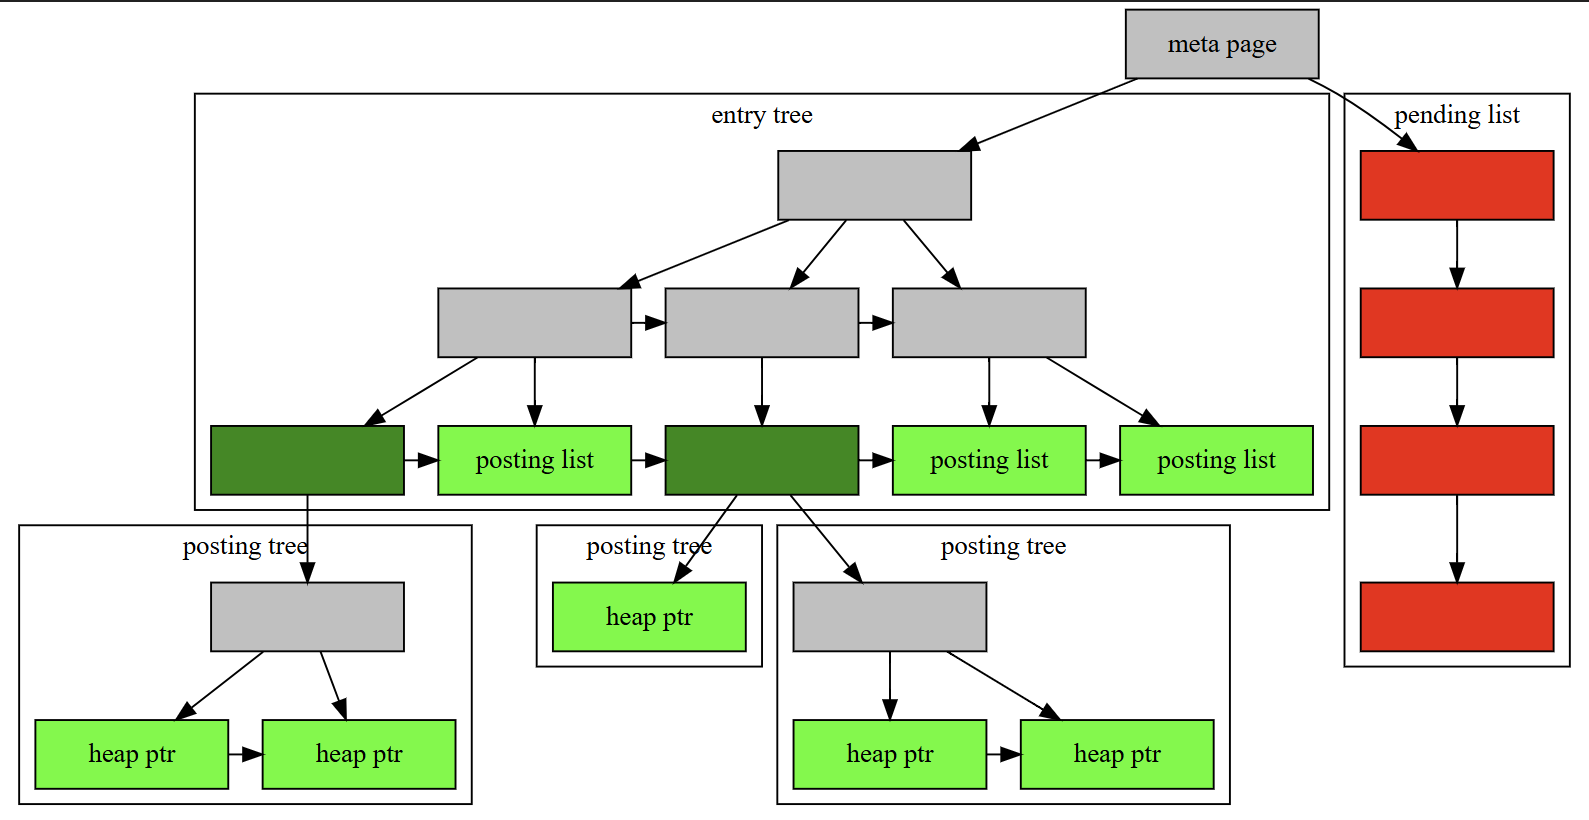 meta page
entry tree
pending list
posting list
posting list
posting list
posting tree
posting tree
posting tree
heap ptr
heap ptr
heap ptr
heap ptr
heap ptr